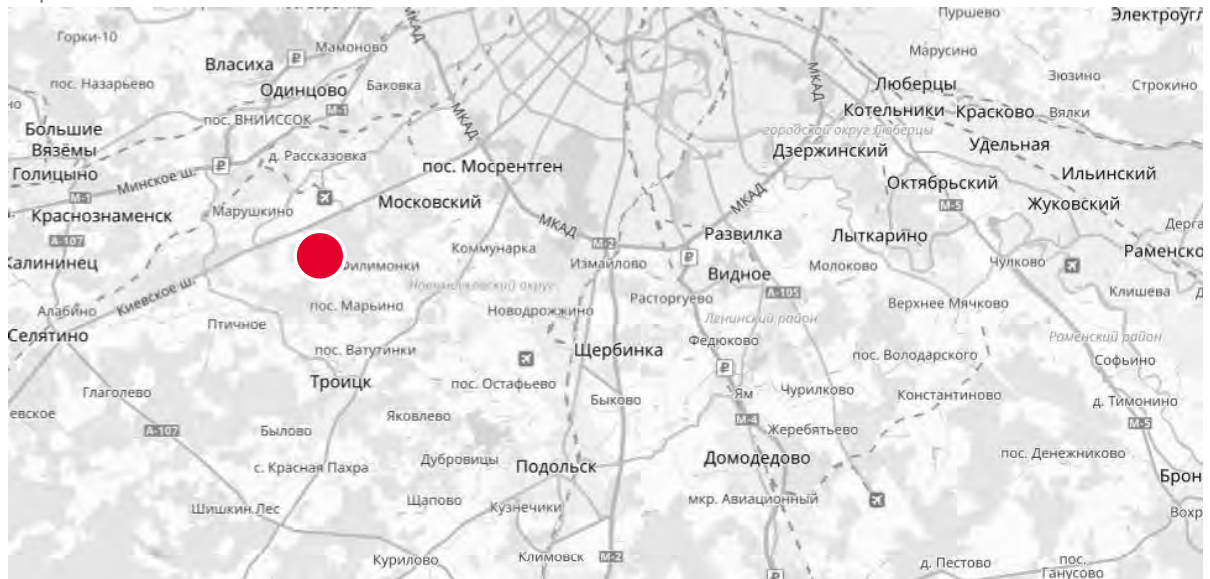 Горки-10
Мамоново
Пуршево
Электроугл
Власиха
₽
Марусино
МКАД
МКАД
пос. Назарьево
Одинцово
Баковка
Люберцы
Зюзино
Строкино
М-1
пос. ВНИИССОК
МКАД
Котельники
Красково
Вялки
Большие
Вязёмы
городской округ Люберцы
д. Рассказовка
пос. Мосрентген
Дзержинский
Удельная
Голицыно
₽
Минское ш.
Октябрьский
Ильинский
М-1
Московский
МКАД
М-5
Жуковский
Краснознаменск
Марушкино
МКАД
Дерга
А-107
Коммунарка
М-2
Развилка
Лыткарино
Раменско
Калининец
Филимонки
Измайлово
₽
Видное
Молоково
Чулково
Киевское ш.
Новомосковский округ
А-105
Клишева
Д
Алабино
пос. Марьино
Новодрожжино
Расторгуево
Верхнее Мячково
Птичное
Ленинский район
Селятино
пос. Ватутинки
Щербинка
Федюково
пос. Володарского
Раменский район
Софьино
₽
Троицк
пос. Остафьево
Чурилково
Глаголево
Быково
Ям
Константиново
д. Тимонино
евское
Яковлево
М-4
М-5
А-107
Былово
Жеребятьево
с. Красная Пахра
Дубровицы
Подольск
Домодедово
пос. Денежниково
Брон
Щапово
Кузнечики
мкр. Авиационный
Шишкин Лес
Вохр
Курилово
Климовск
М-2
₽
д. Пестово
пос.
Ганусово